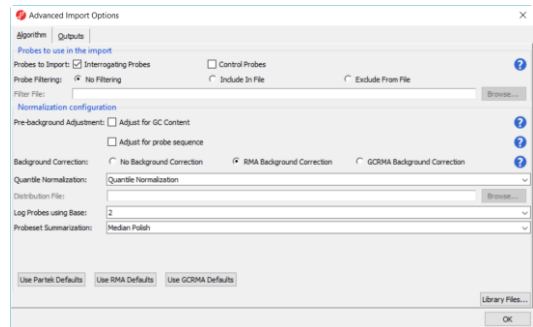 Advanced Import Options
Algorithm Outputs
Probes to use in the import
Probes to Import: Interrogating Probes Control Probes
Probe Filtering: No Filtering Include In File Exclude From File
Filter File: Browse...
Normalization configuration
Pre-background Adjustment: Adjust for GC Content
Adjust for probe sequence
Background Correction: No Background Correction RMA Background Correction GCRMA Background Correction
Quantile Normalization: Quantile Normalization
Distribution File: Browse...
Log Probes using Base: 2
Probeset Summarization: Median Polish
Use Partek Defaults Use RMA Defaults Use GCRMA Defaults
Library Files...
OK